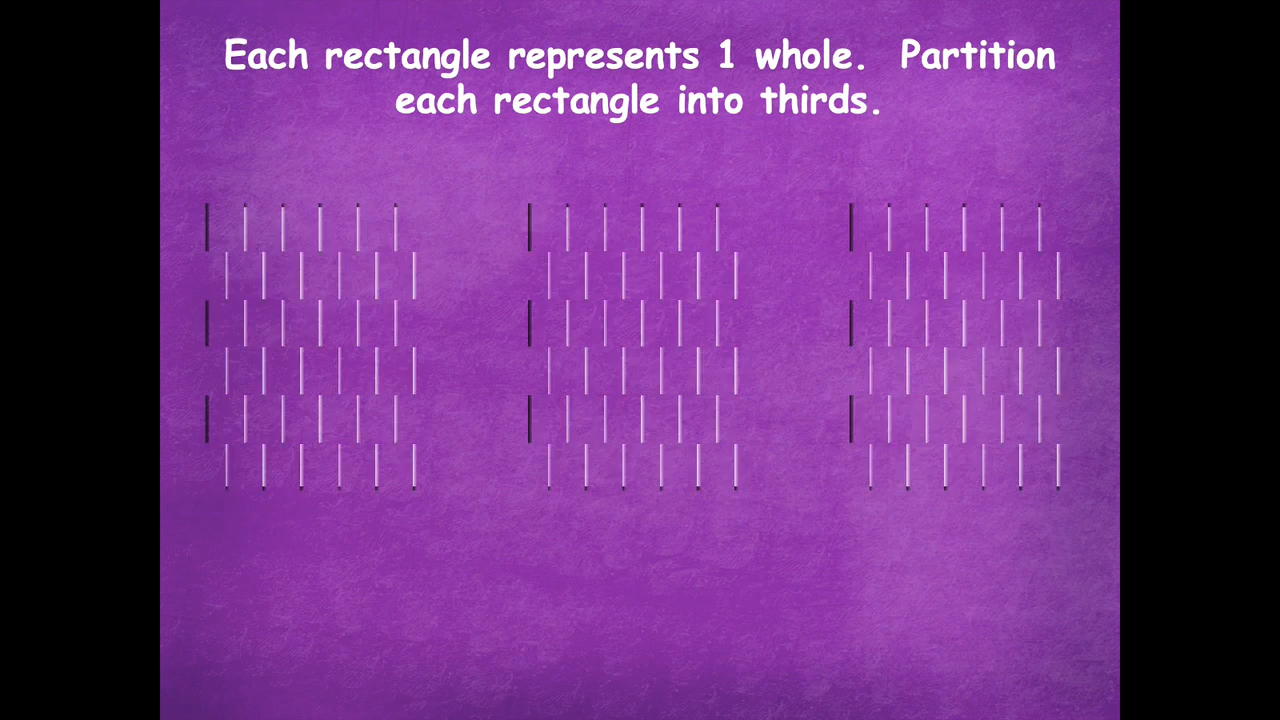 Each rectangle represents 1 whole.  Partition
each rectangle into thirds.